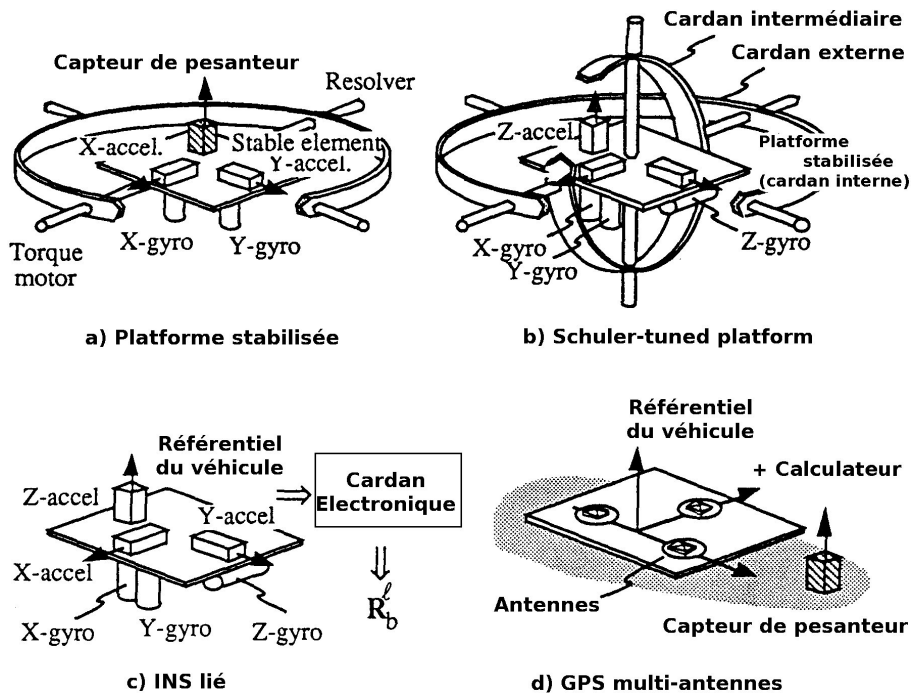 Capteur de pesanteur
Resolver
X-accel.
Stable element
Y-accel.
X-gyro
Y-gyro
Torque
motor
a) Platforme stabilisée
Cardan intermédiaire
Cardan externe
Z-accel.
Platforme
stabilisée
(cardan interne)
X-gyro
Y-gyro
Z-gyro
b) Schuler-tuned platform
Référentiel
du véhicule
Z-accel
Y-accel
X-accel
X-gyro
Y-gyro
Z-gyro
Cardan
Electronique
R_b^ℓ
c) INS lié
Référentiel
du véhicule
+ Calculateur
Antennes
Capteur de pesanteur
d) GPS multi-antennes